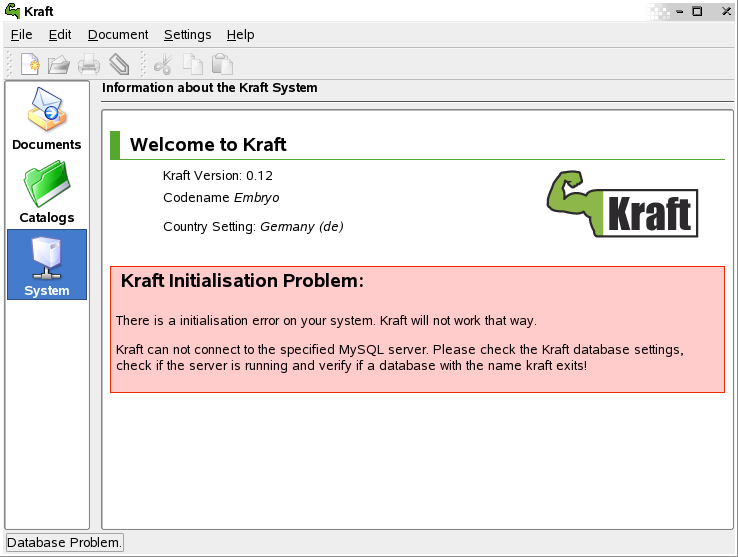 Kraft
File Edit Document Settings Help
Information about the Kraft System
Documents
Catalogs
System
Welcome to Kraft
Kraft Version: 0.12
Codename Embryo
Country Setting: Germany (de)
Kraft
Kraft Initialisation Problem:
There is a initialisation error on your system. Kraft will not work that way.
Kraft can not connect to the specified MySQL server. Please check the Kraft database settings,
check if the server is running and verify if a database with the name kraft exits!
Database Problem.